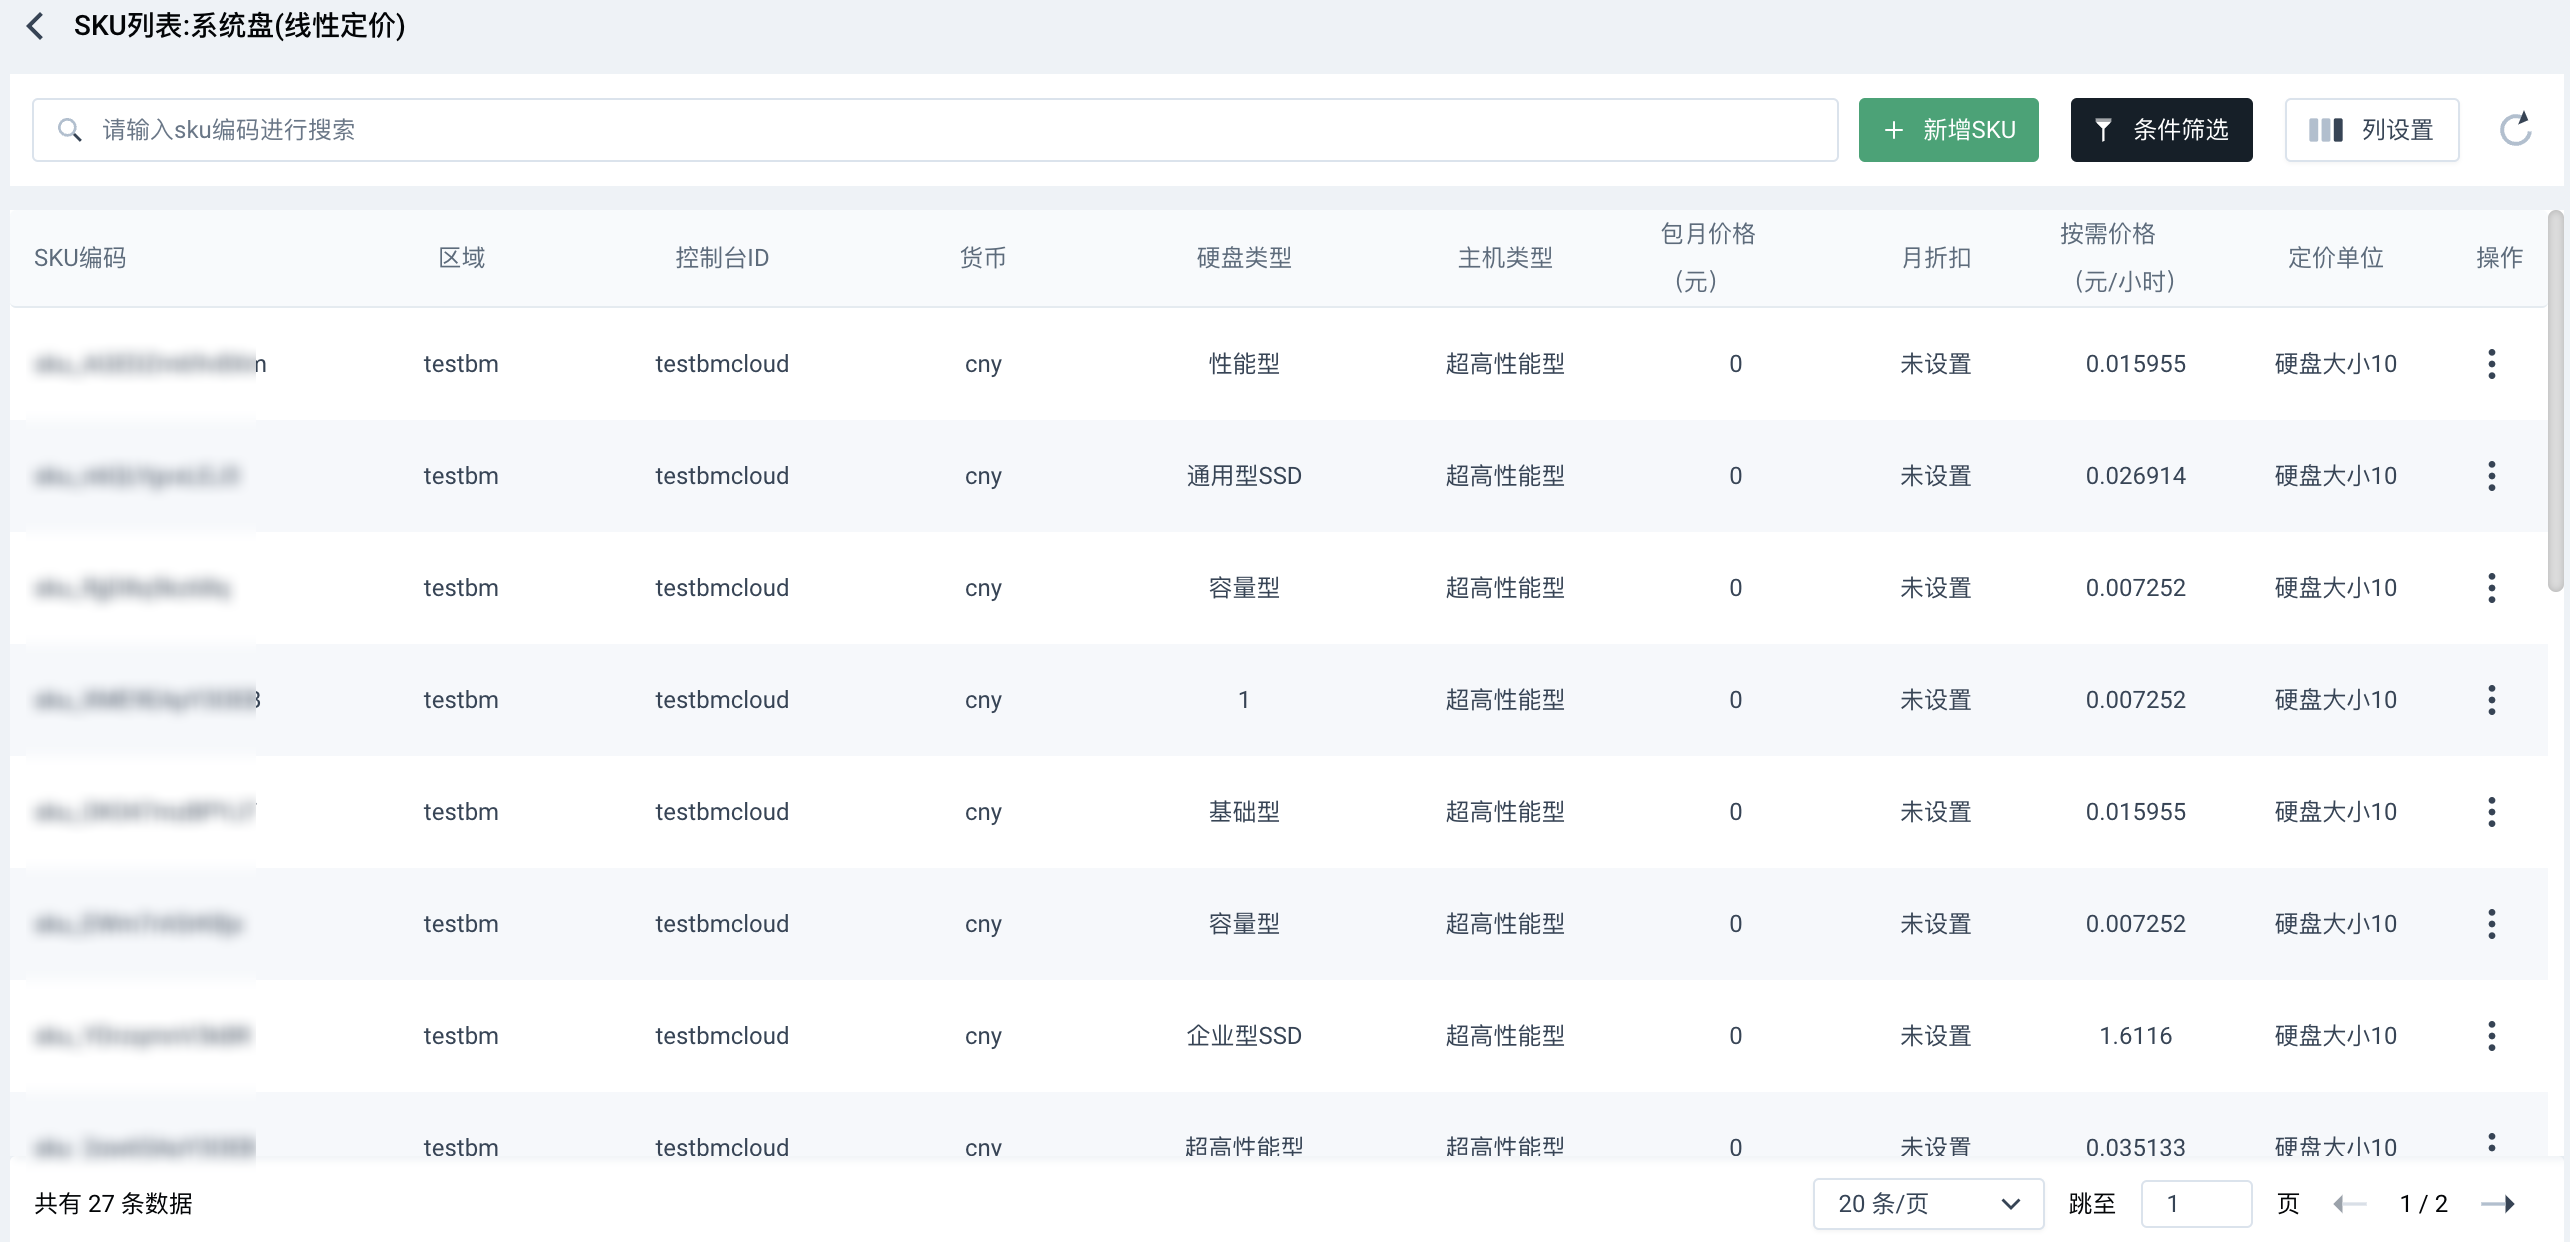 SKU列表:系统盘(线性定价)
请输入sku编码进行搜索
新增SKU
条件筛选
列设置
SKU编码 区域 控制台ID 货币 硬盘类型 主机类型 包月价格（元） 月折扣 按需价格（元/小时） 定价单位 操作
testbm testbmcloud cny 性能型 超高性能型 0 未设置 0.015955 硬盘大小10
testbm testbmcloud cny 通用型SSD 超高性能型 0 未设置 0.026914 硬盘大小10
testbm testbmcloud cny 容量型 超高性能型 0 未设置 0.007252 硬盘大小10
testbm testbmcloud cny 1 超高性能型 0 未设置 0.007252 硬盘大小10
testbm testbmcloud cny 基础型 超高性能型 0 未设置 0.015955 硬盘大小10
testbm testbmcloud cny 容量型 超高性能型 0 未设置 0.007252 硬盘大小10
testbm testbmcloud cny 企业型SSD 超高性能型 0 未设置 1.6116 硬盘大小10
testbm testbmcloud cny 超高性能型 超高性能型 0 未设置 0.035133 硬盘大小10
共有 27 条数据
20 条/页
跳至 1 页
1 / 2